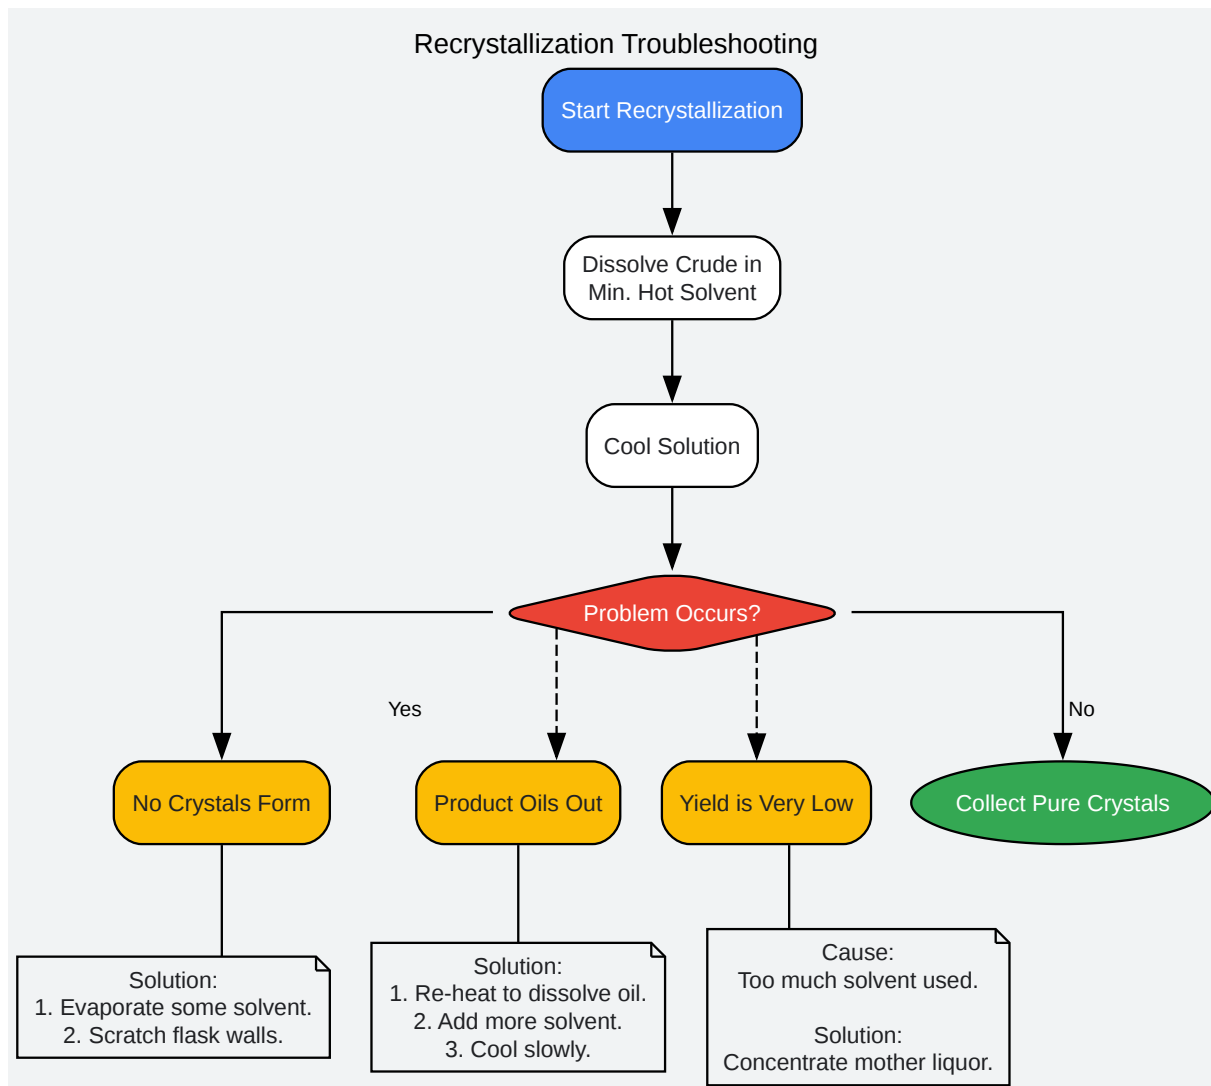 Recrystallization Troubleshooting
Start Recrystallization
Dissolve Crude in
Min. Hot Solvent
Cool Solution
Problem Occurs?
Yes
No
No Crystals Form
Product Oils Out
Yield is Very Low
Collect Pure Crystals
Solution:
1. Evaporate some solvent.
2. Scratch flask walls.
Solution:
1. Re-heat to dissolve oil.
2. Add more solvent.
3. Cool slowly.
Cause:
Too much solvent used.
Solution:
Concentrate mother liquor.